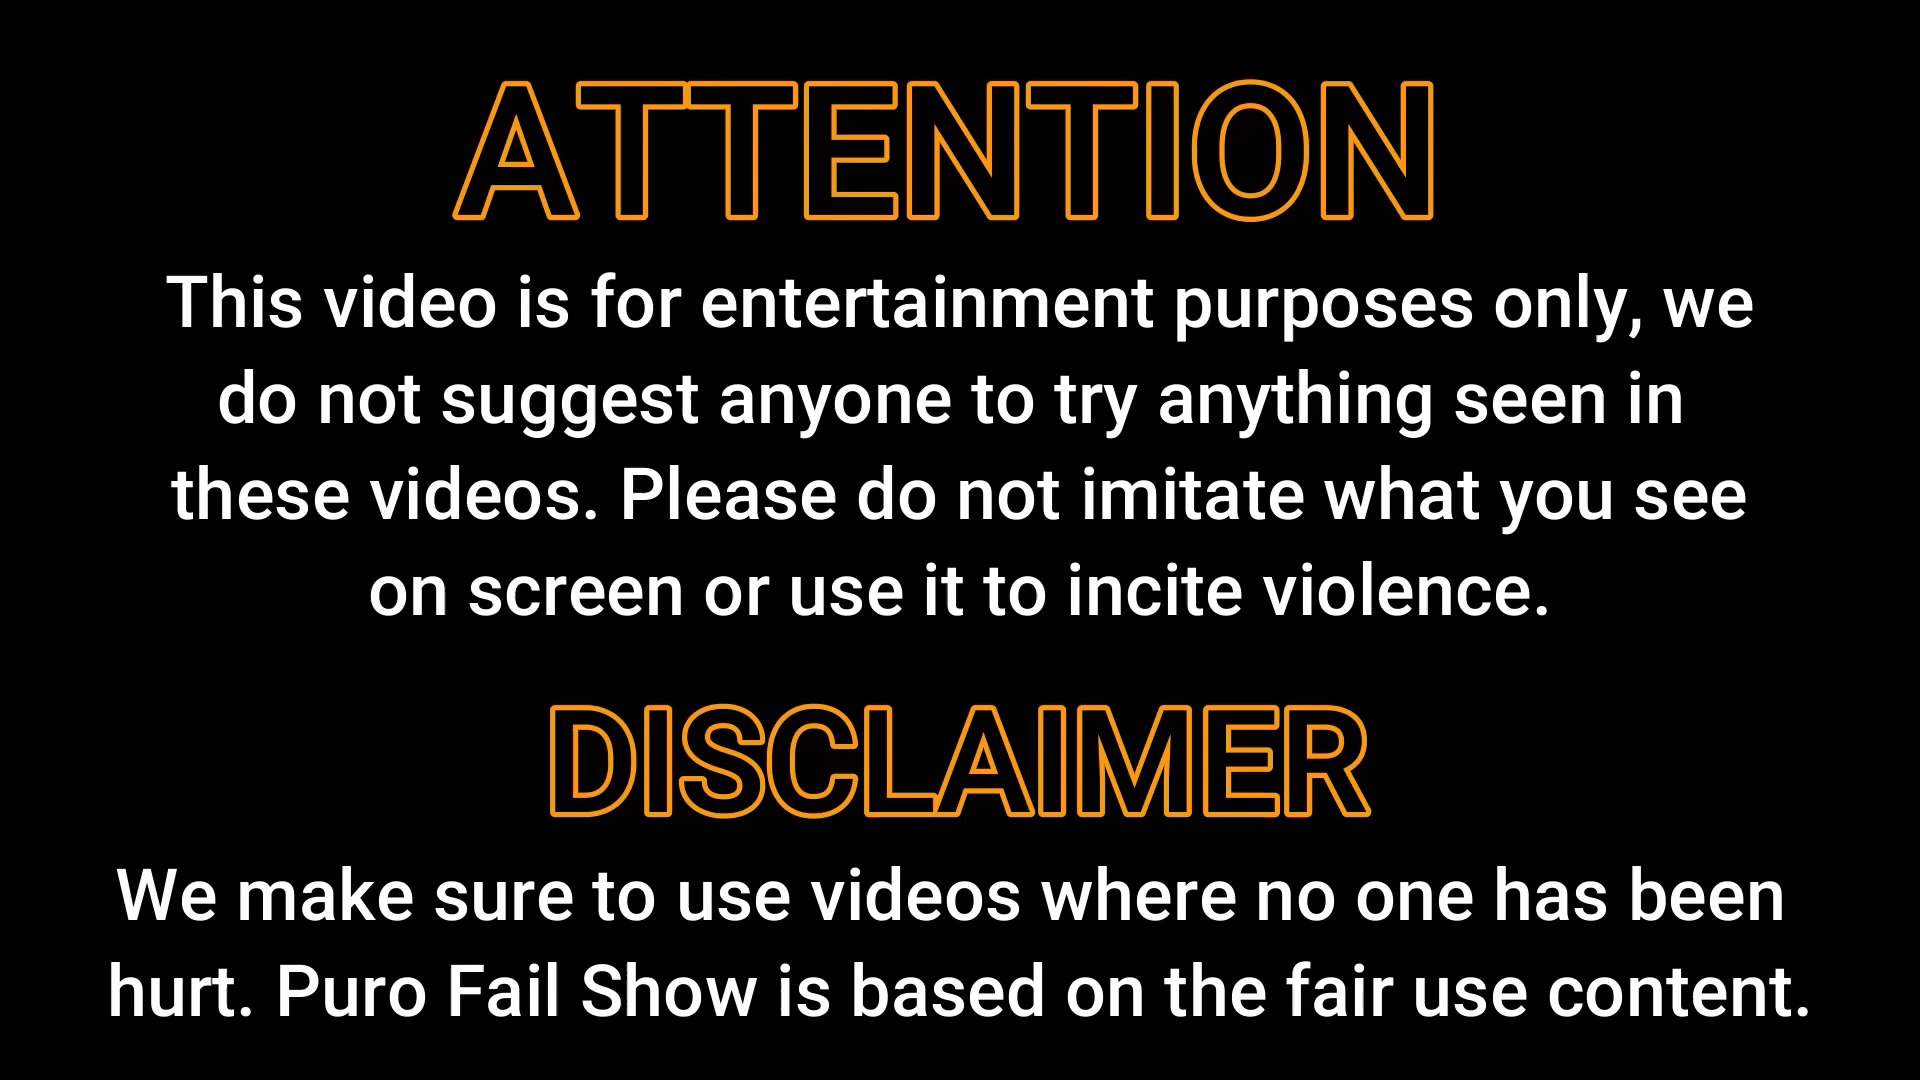 ATTENTION
This video is for entertainment purposes only, we
do not suggest anyone to try anything seen in
these videos. Please do not imitate what you see
on screen or use it to incite violence.
DISCLAIMER
We make sure to use videos where no one has been
hurt. Puro Fail Show is based on the fair use content.